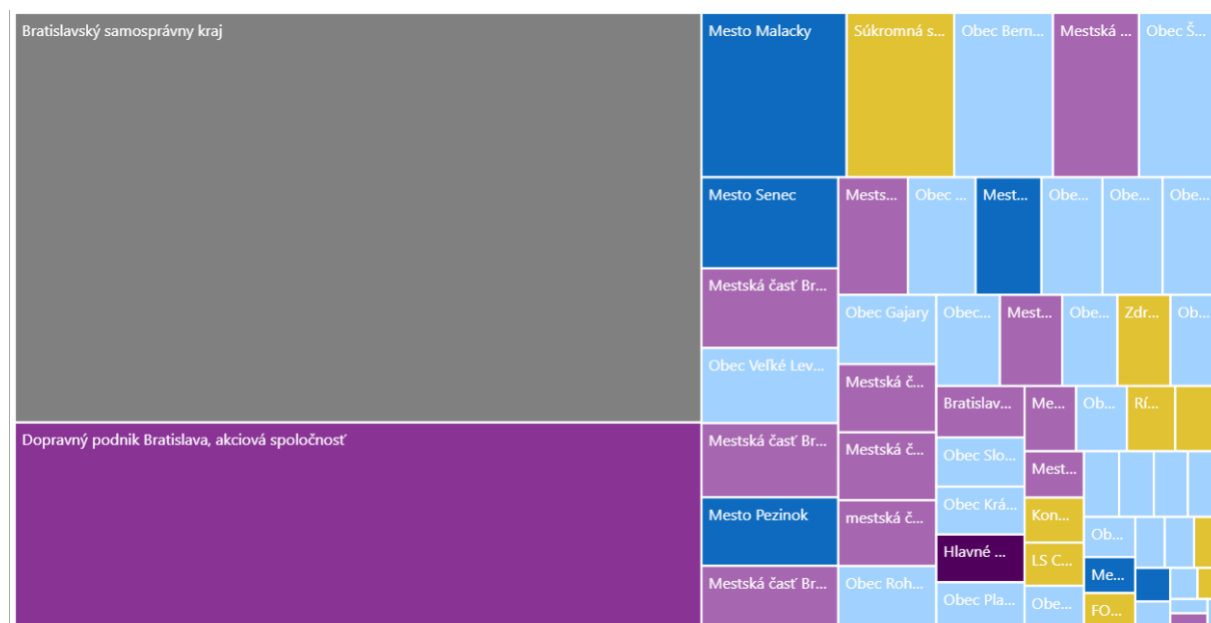 Bratislavský samosprávny kraj
Dopravný podnik Bratislava, akciová spoločnosť
Mesto Malacky
Súkromná s...
Obec Bern...
Mestská ...
Obec Š...
Mesto Senec
Mests...
Obec ...
Mest...
Obe...
Obe...
Obe...
Mestská časť Br...
Obec Gajary
Obec...
Mest...
Obe...
Zdr...
Ob...
Obec Veľké Lev...
Mestská č...
Bratislav...
Me...
Ob...
Rí...
Mestská časť Br...
Mestská č...
Obec Slo...
Mest...
Mesto Pezinok
mestská č...
Obec Krá...
Kon...
Ob...
Hlavné ...
LS C...
Me...
Mestská časť Br...
Obec Roh...
Obec Pla...
Obe...
FO...